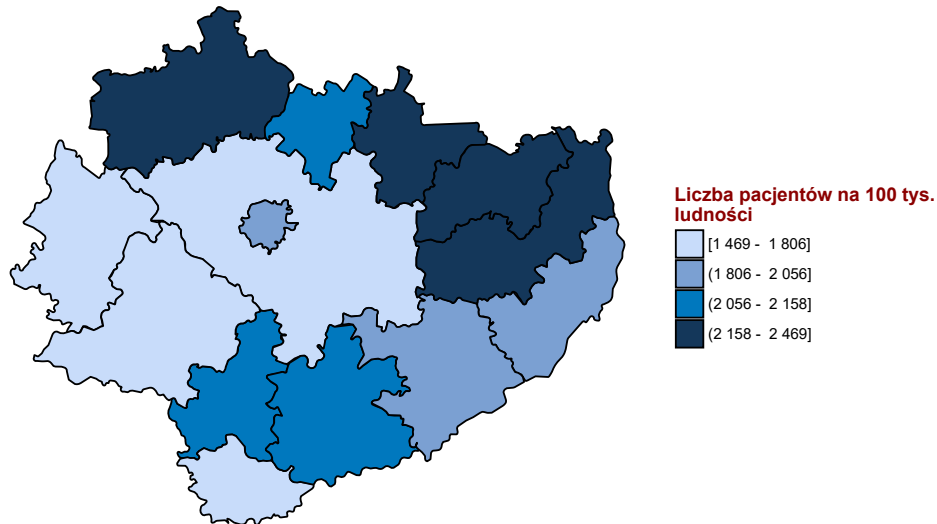 Liczba pacjentów na 100 tys.
ludności
[1 469 - 1 806]
(1 806 - 2 056]
(2 056 - 2 158]
(2 158 - 2 469]